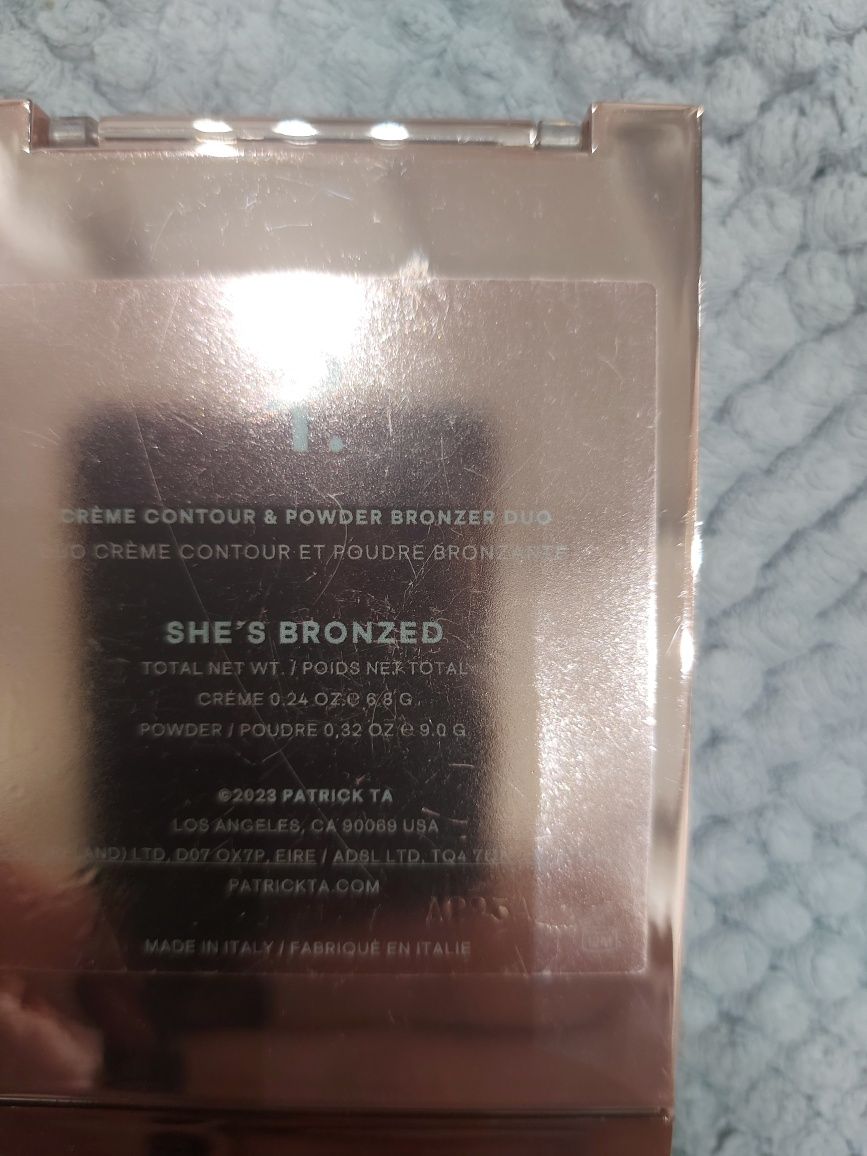 CRÈME CONTOUR & POWDER BRONZER DUO
DUO CRÈME CONTOUR ET POUDRE BRONZANTE
SHE'S BRONZED
TOTAL NET WT. / POIDS NET TOTAL
CRÈME 0.24 OZ ℮ 6.8 G
POWDER / POUDRE 0,32 OZ ℮ 9.0 G
©2023 PATRICK TA
LOS ANGELES, CA 90069 USA
LTD, D07 OX7P, EIRE / ADSL LTD, TQ4
PATRICKTA.COM
MADE IN ITALY / FABRIQUÉ EN ITALIE